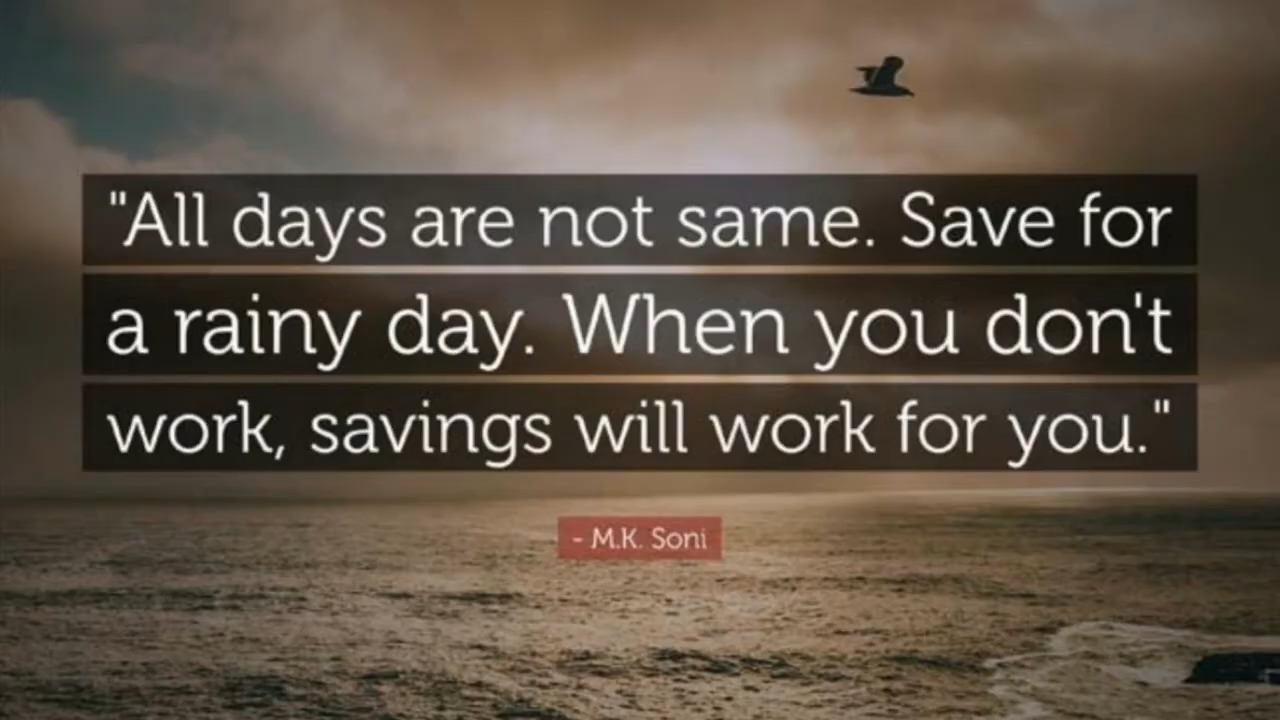 "All days are not same. Save for
a rainy day. When you don't
work, savings will work for you."
- M.K. Soni